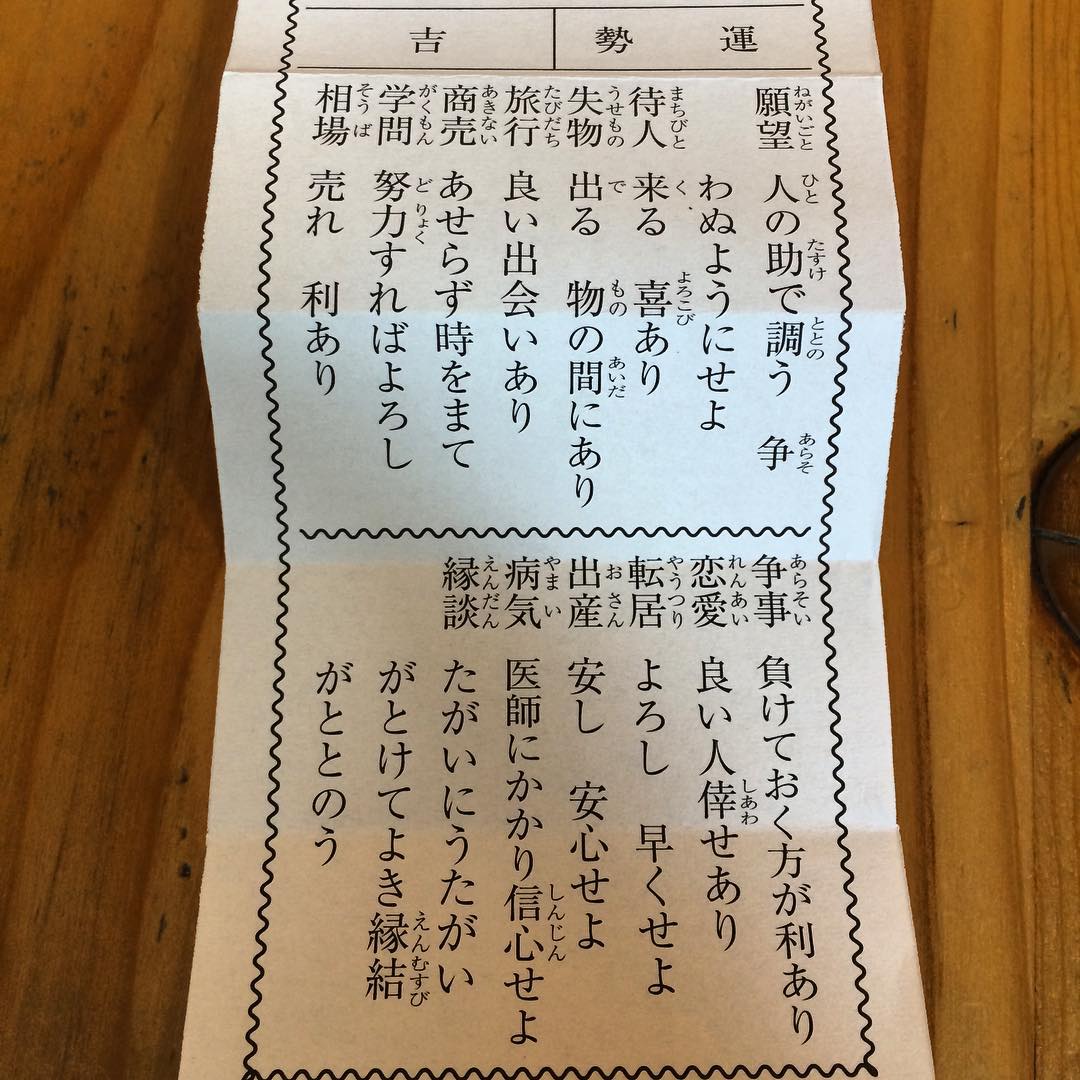 運勢 吉
願望 人の助で調う 争
わぬようにせよ
待人 来る 喜あり
失物 出る 物の間にあり
旅行 良い出会いあり
商売 あせらず時をまて
学問 努力すればよろし
相場 売れ 利あり
争事 負けておく方が利あり
恋愛 良い人倖せあり
転居 よろし 早くせよ
出産 安し 安心せよ
病気 医師にかかり信心せよ
縁談 たがいにうたがい
がとけてよき縁結
がととのう